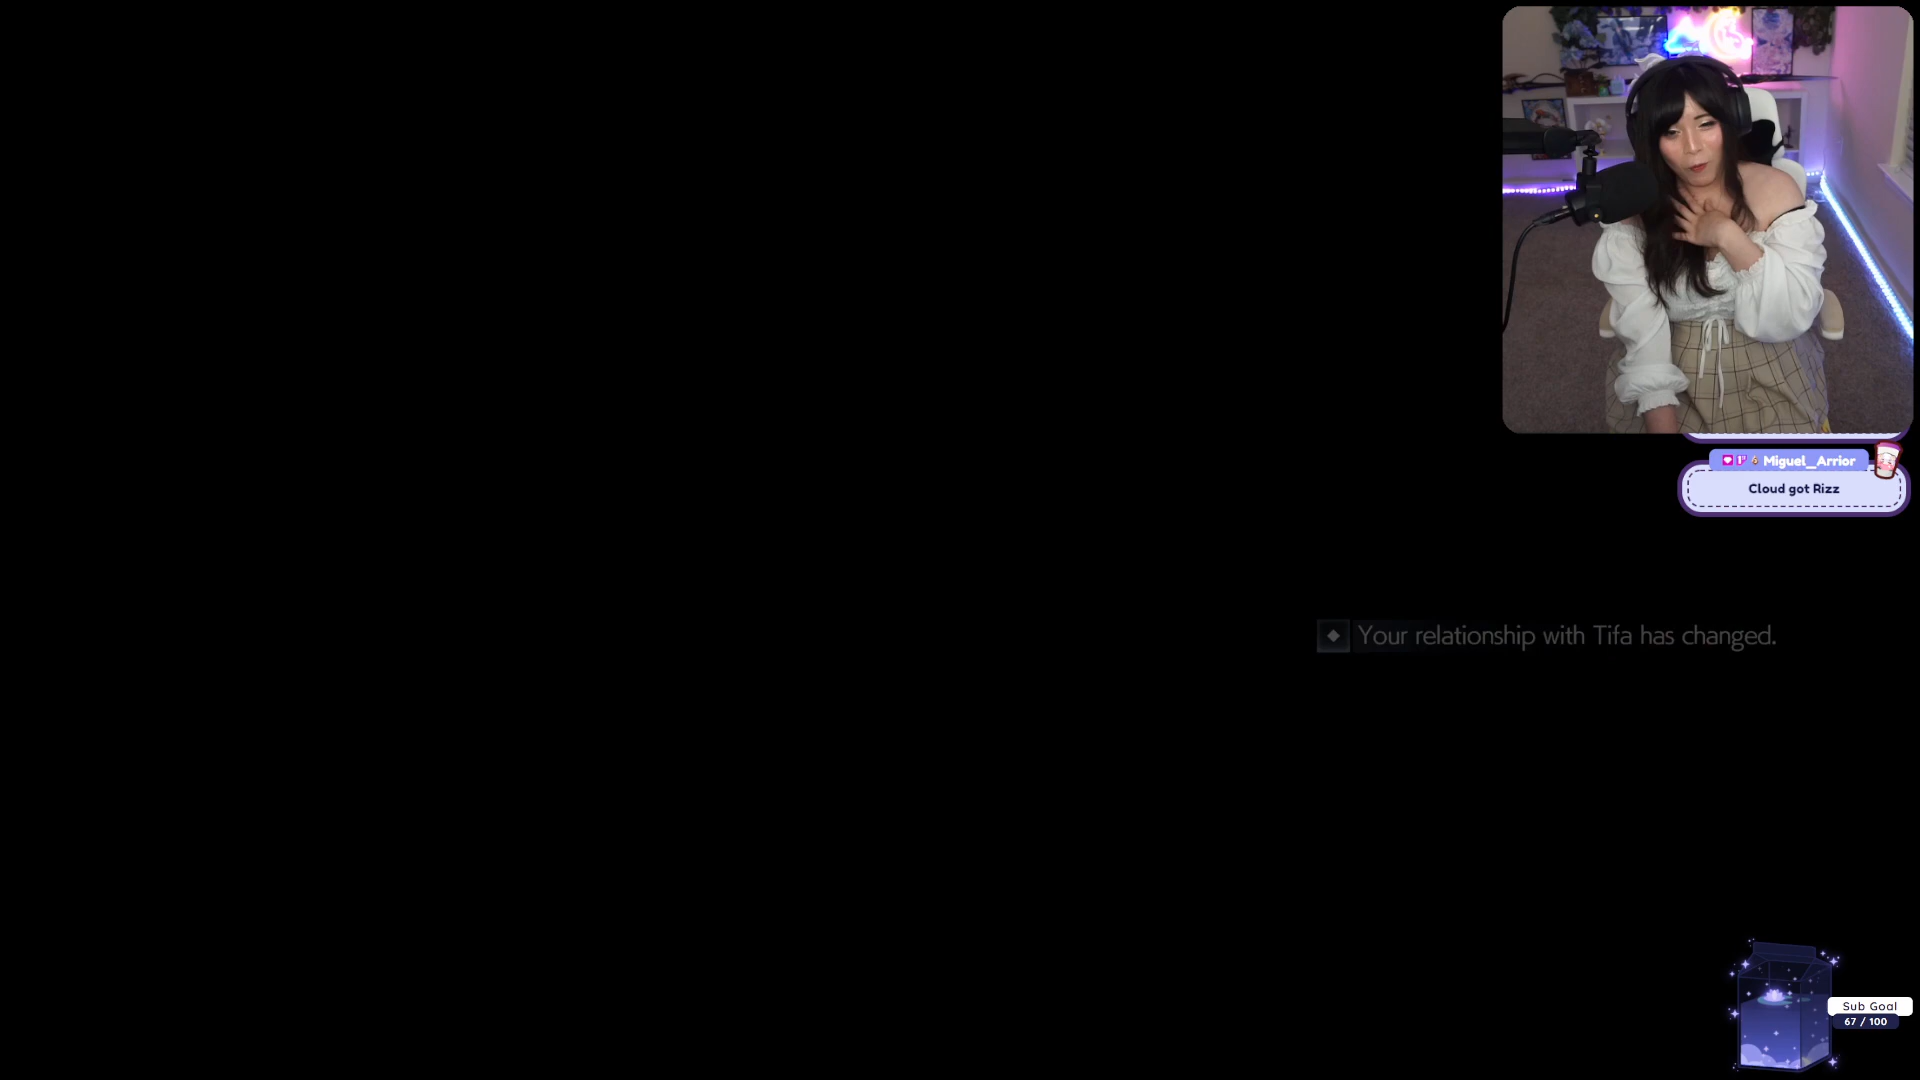 Miguel_Arrior
Cloud got Rizz
Your relationship with Tifa has changed.
Sub Goal
67 / 100